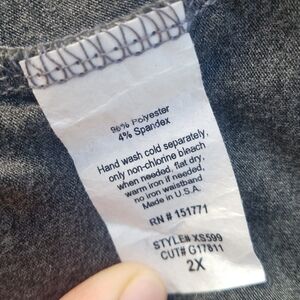 96% Polyester
4% Spandex
Hand wash cold separately,
only non-chlorine bleach
when needed, flat dry,
warm iron if needed,
no iron waistband
Made in U.S.A.
RN # 151771
STYLE# XS599
CUT# G17811
2X